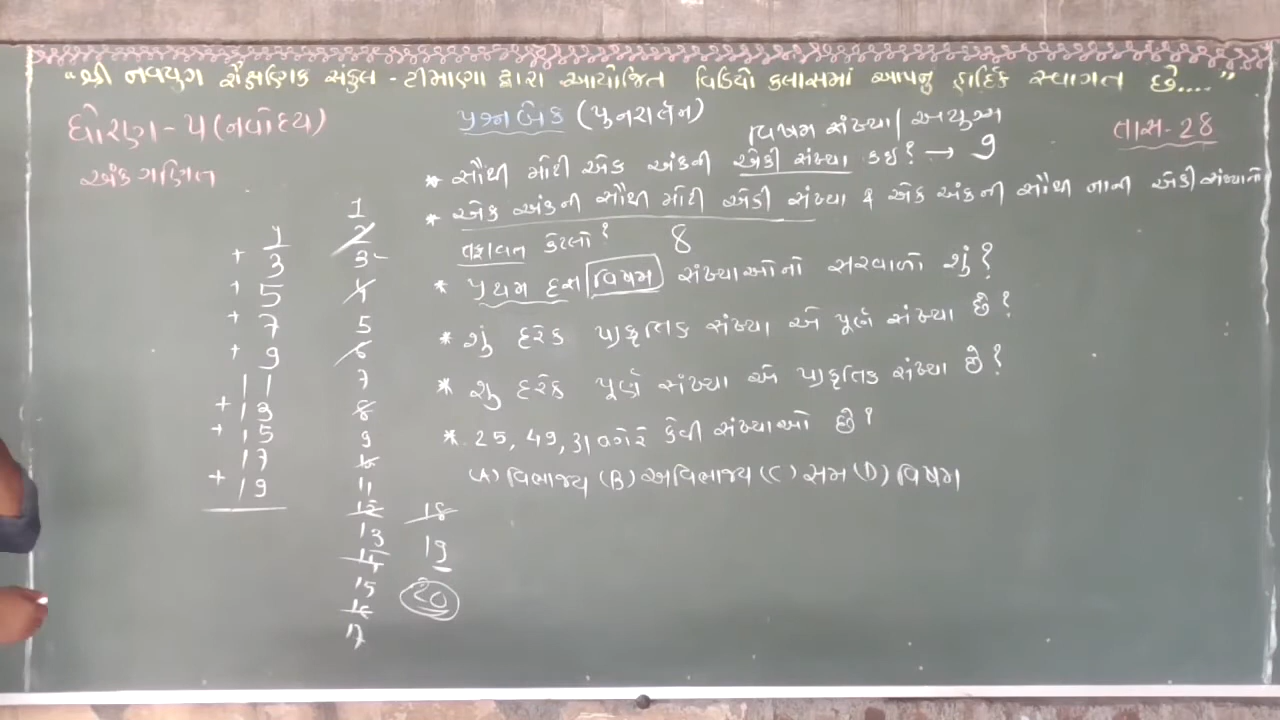 "શ્રી નવયુગ શૈક્ષણિક સંકુલ - ટીમાણા દ્વારા આયોજિત વિડિયો ક્લાસમાં આપનુ હાર્દિક સ્વાગત છે...."
ધોરણ - ૫ (નવોદય)
અંક ગણિત
પ્રશ્ન બેંક (પુનરાવર્તન)
વિષમ સંખ્યા / અયુગ્મ
તાસ - 28
* સૌથી મોટી એક અંકની એકી સંખ્યા કઈ? → 9
* એક અંકની સૌથી મોટી એકી સંખ્યા ને એક અંકની સૌથી નાની એકી સંખ્યાનો
તફાવત કેટલો? 8
* પ્રથમ દસ વિષમ સંખ્યાઓનો સરવાળો શું?
* શું દરેક પ્રાકૃતિક સંખ્યા એ પૂર્ણ સંખ્યા છે?
* શું દરેક પૂર્ણ સંખ્યા એ પ્રાકૃતિક સંખ્યા છે?
* 25, 49, 31 વગેરે કેવી સંખ્યાઓ છે?
(A) વિભાજ્ય (B) અવિભાજ્ય (C) સમ (D) વિષમ
1
+ 3
+ 5
+ 7
+ 9
11
+ 13
+ 15
17
+ 19
1
2
3
4
5
6
7
8
9
10
11
12
13
14
15
16
17
18
19
20